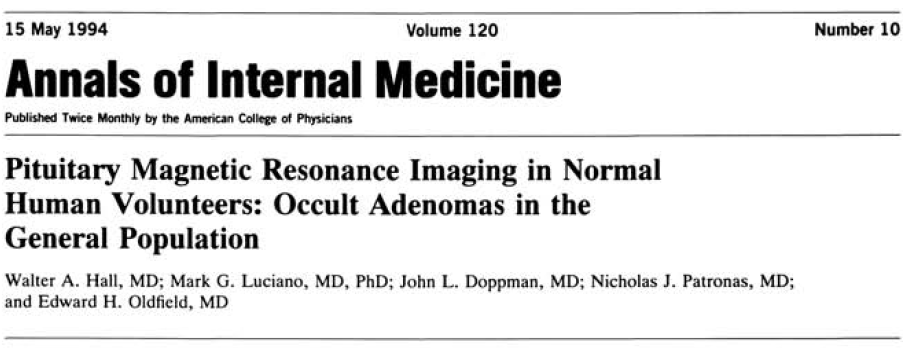 15 May 1994 Volume 120 Number 10
Annals of Internal Medicine
Published Twice Monthly by the American College of Physicians
Pituitary Magnetic Resonance Imaging in Normal
Human Volunteers: Occult Adenomas in the
General Population
Walter A. Hall, MD; Mark G. Luciano, MD, PhD; John L. Doppman, MD; Nicholas J. Patronas, MD;
and Edward H. Oldfield, MD